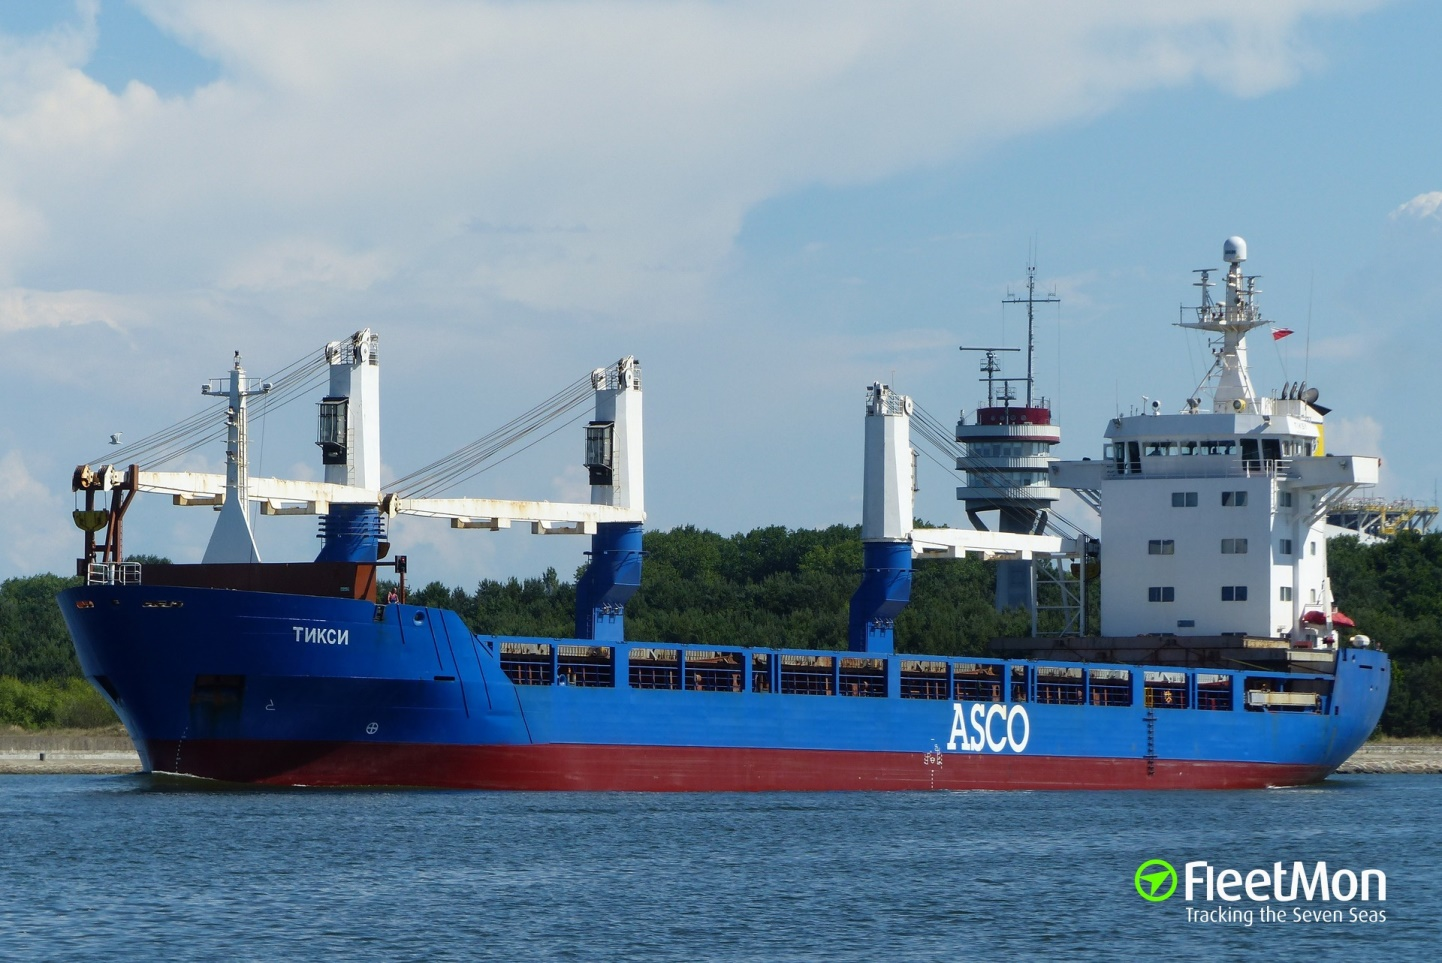 ТИКСИ
ASCO
FleetMon
Tracking the Seven Seas